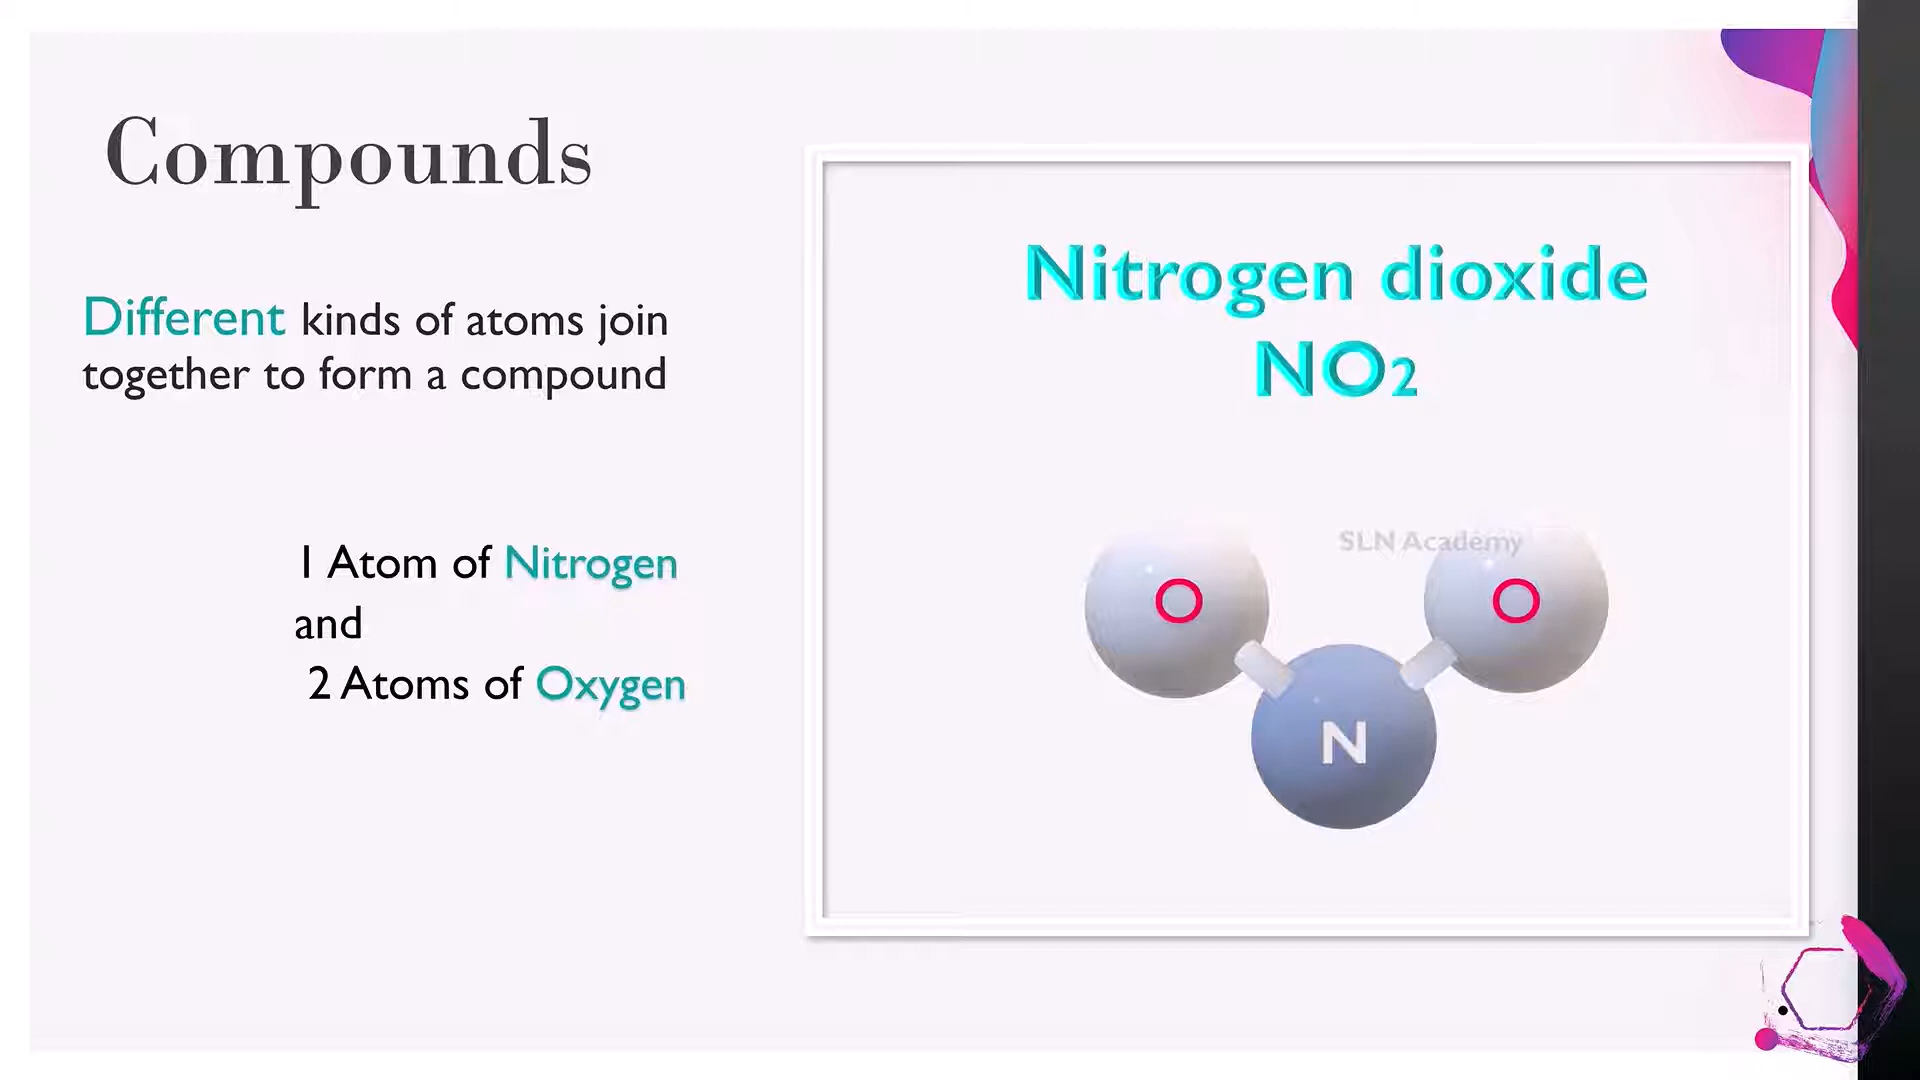 Compounds
Different kinds of atoms join
together to form a compound
1 Atom of Nitrogen
and
2 Atoms of Oxygen
Nitrogen dioxide
NO2
SLN Academy
O
O
N